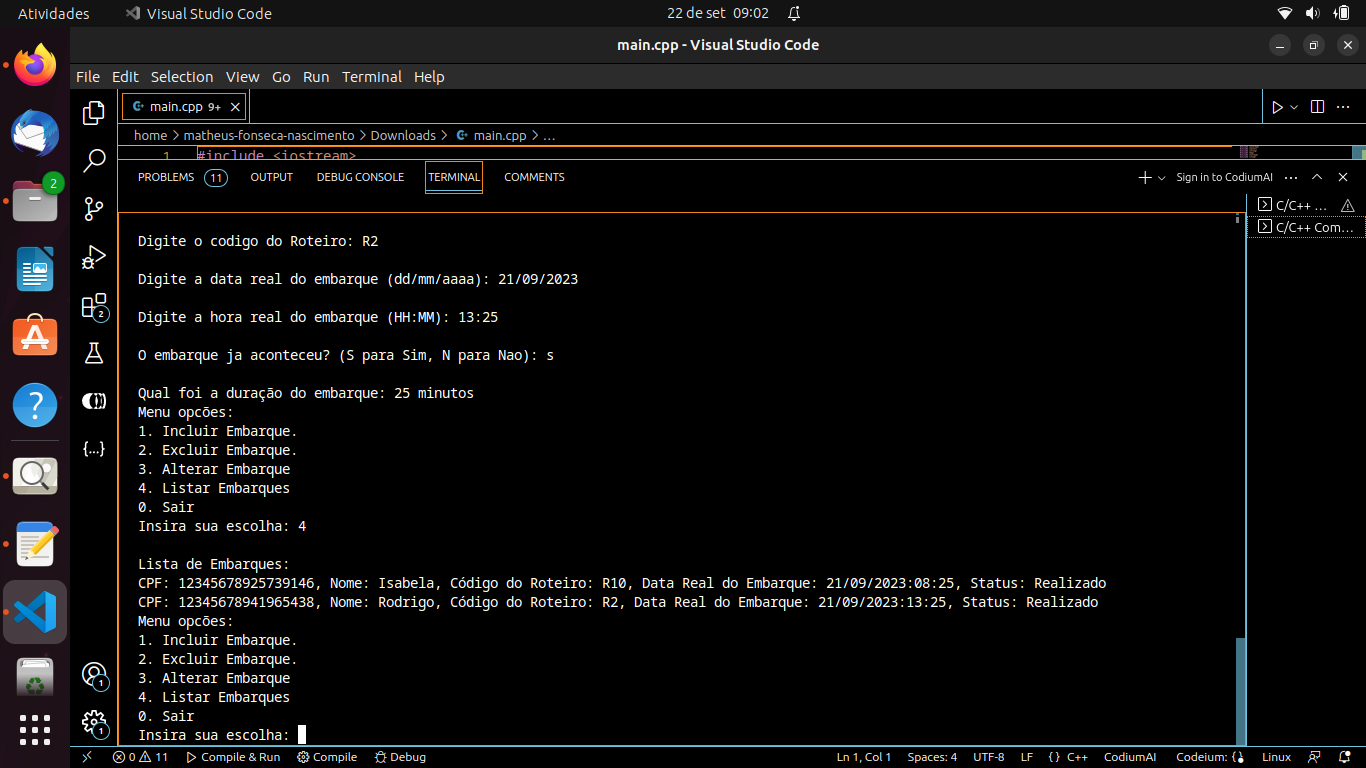 Atividades Visual Studio Code 22 de set 09:02
main.cpp - Visual Studio Code
File Edit Selection View Go Run Terminal Help
main.cpp 9+
home > matheus-fonseca-nascimento > Downloads > main.cpp > ...
1 #include <iostream>
PROBLEMS 11 OUTPUT DEBUG CONSOLE TERMINAL COMMENTS Sign in to CodiumAI
C/C++ ...
C/C++ Com...
2
Digite o codigo do Roteiro: R2
Digite a data real do embarque (dd/mm/aaaa): 21/09/2023
Digite a hora real do embarque (HH:MM): 13:25
O embarque ja aconteceu? (S para Sim, N para Nao): s
Qual foi a duração do embarque: 25 minutos
Menu opcões:
1. Incluir Embarque.
2. Excluir Embarque.
3. Alterar Embarque
4. Listar Embarques
0. Sair
Insira sua escolha: 4
Lista de Embarques:
CPF: 12345678925739146, Nome: Isabela, Código do Roteiro: R10, Data Real do Embarque: 21/09/2023:08:25, Status: Realizado
CPF: 12345678941965438, Nome: Rodrigo, Código do Roteiro: R2, Data Real do Embarque: 21/09/2023:13:25, Status: Realizado
Menu opcões:
1. Incluir Embarque.
2. Excluir Embarque.
3. Alterar Embarque
4. Listar Embarques
0. Sair
Insira sua escolha:
2
1
1
0 11 Compile & Run Compile Debug Ln 1, Col 1 Spaces: 4 UTF-8 LF {} C++ CodiumAI Codeium: {} Linux